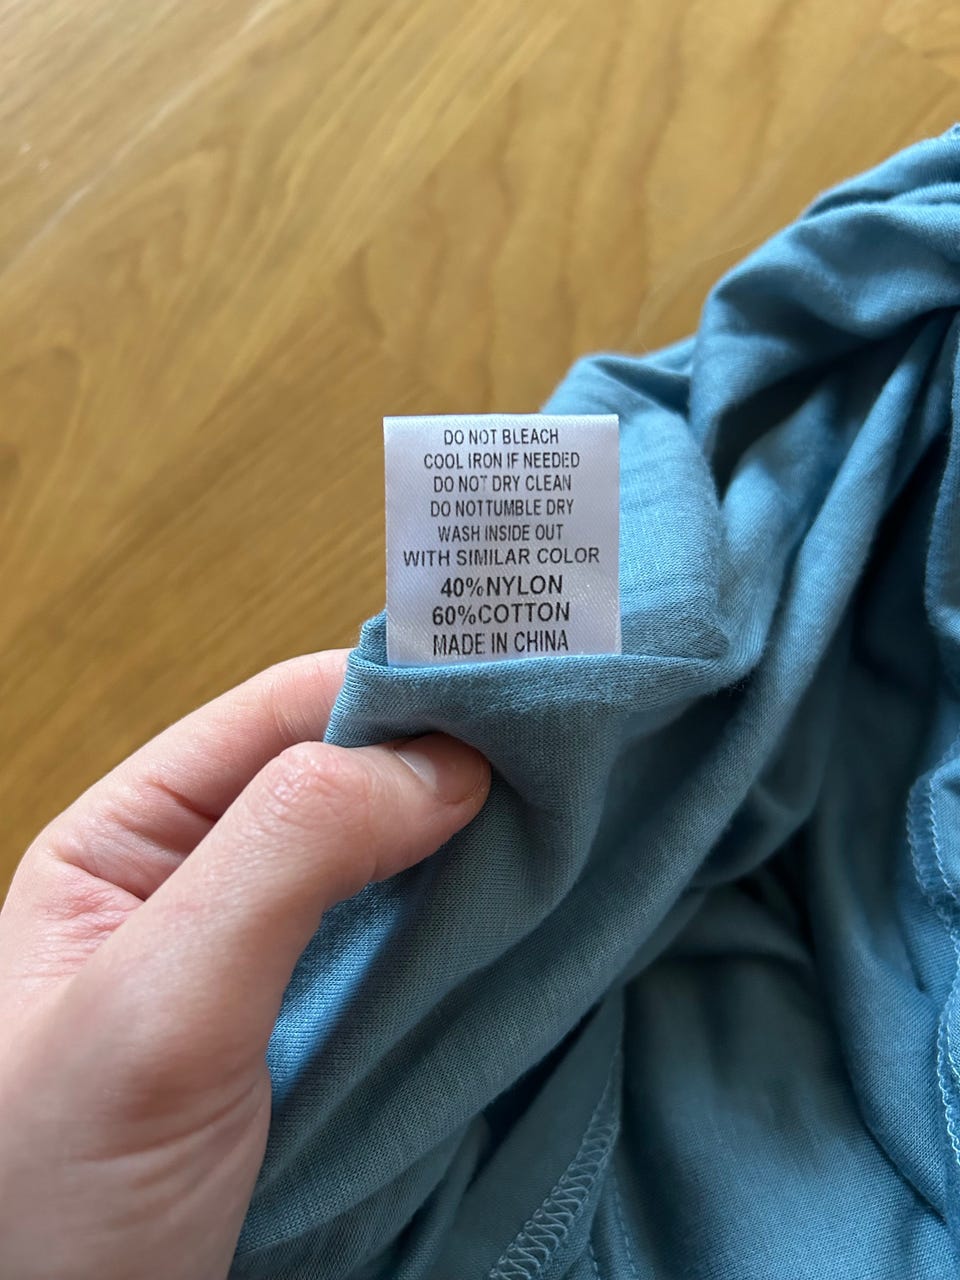 DO NOT BLEACH
COOL IRON IF NEEDED
DO NOT DRY CLEAN
DO NOTTUMBLE DRY
WASH INSIDE OUT
WITH SIMILAR COLOR
40%NYLON
60%COTTON
MADE IN CHINA